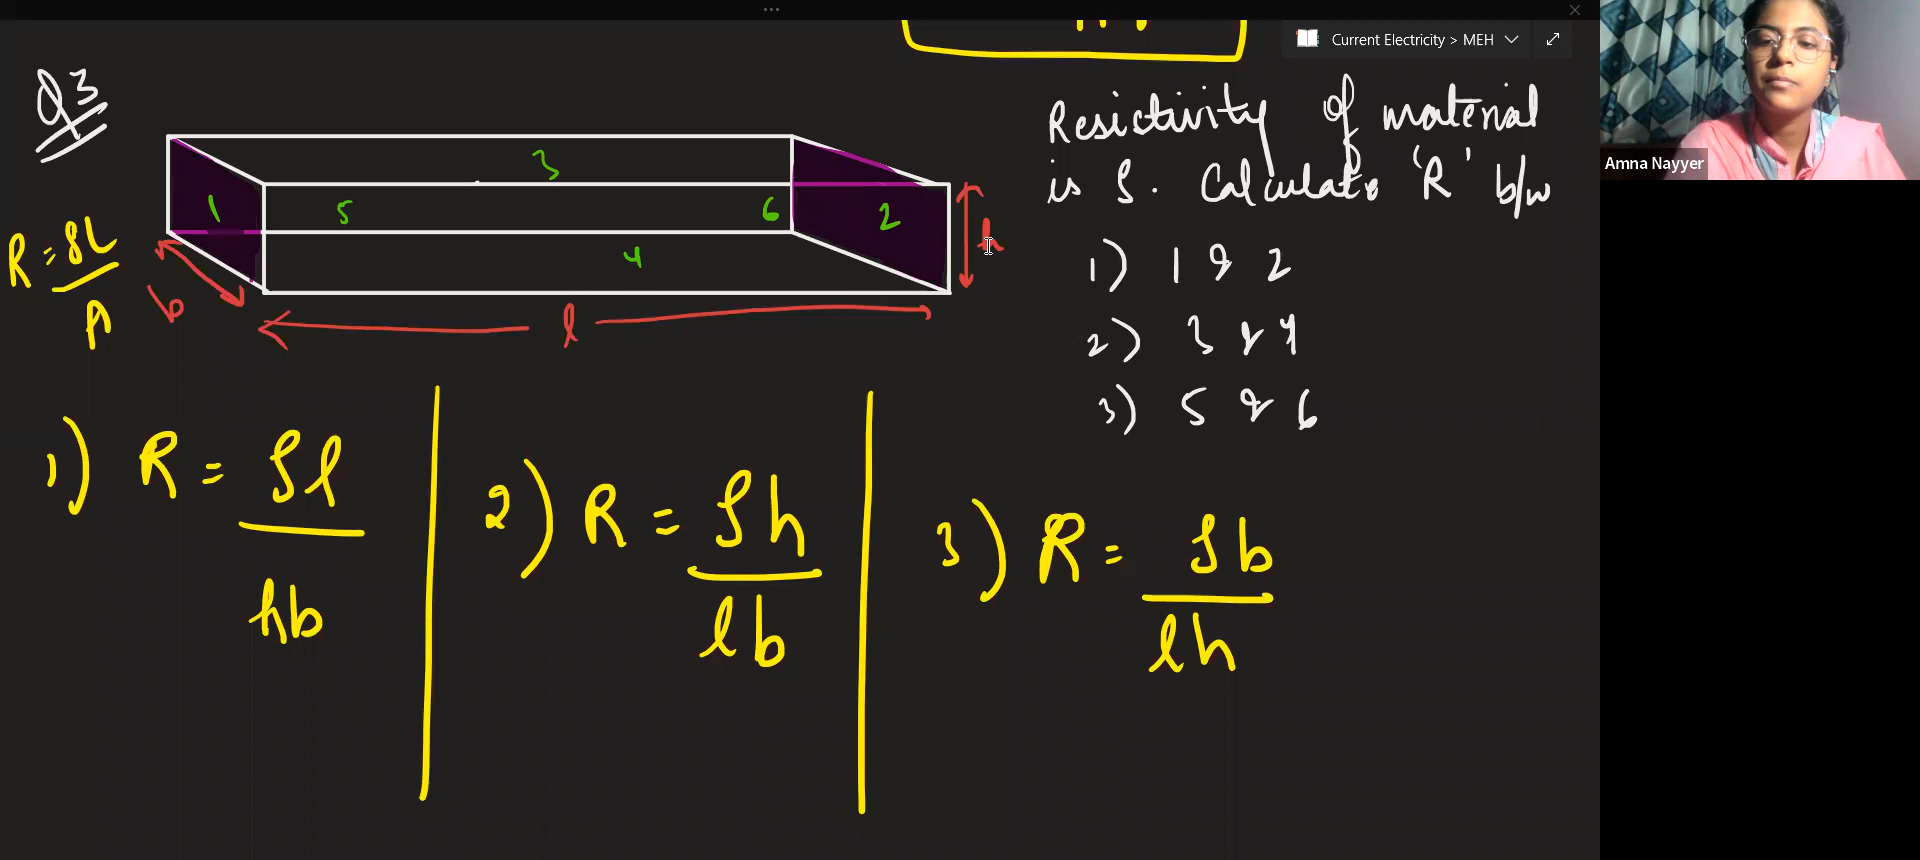 Current Electricity > MEH
Q3
Resistivity of material
is ρ. Calculate 'R' b/w
1) 1 & 2
2) 3 & 4
3) 5 & 6
Amna Nayyer
3
1
5
6
2
4
h
b
l
R = ρL
A
1) R = ρl
hb
2) R = ρh
lb
3) R = ρb
lh